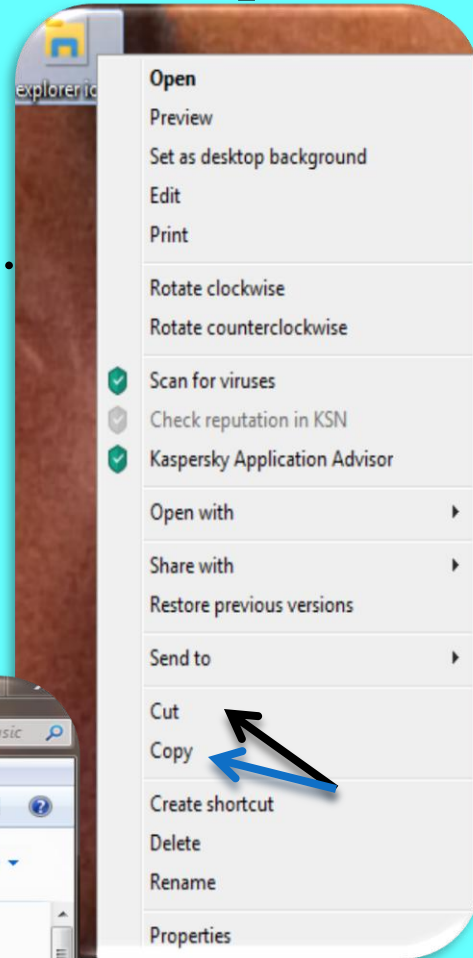 explorer ic
Open
Preview
Set as desktop background
Edit
Print
Rotate clockwise
Rotate counterclockwise
Scan for viruses
Check reputation in KSN
Kaspersky Application Advisor
Open with
Share with
Restore previous versions
Send to
Cut
Copy
Create shortcut
Delete
Rename
Properties